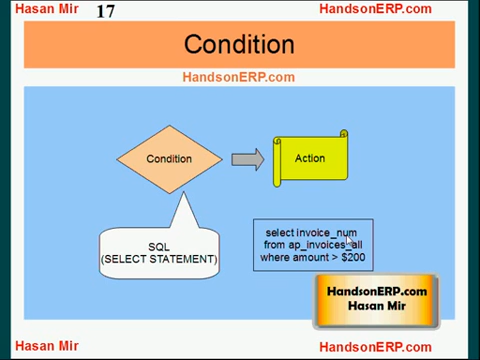 Hasan Mir 17 HandsonERP.com
Condition
HandsonERP.com
Condition
Action
SQL
(SELECT STATEMENT)
select invoice_num
from ap_invoices_all
where amount > $200
HandsonERP.com
Hasan Mir
Hasan Mir HandsonERP.com